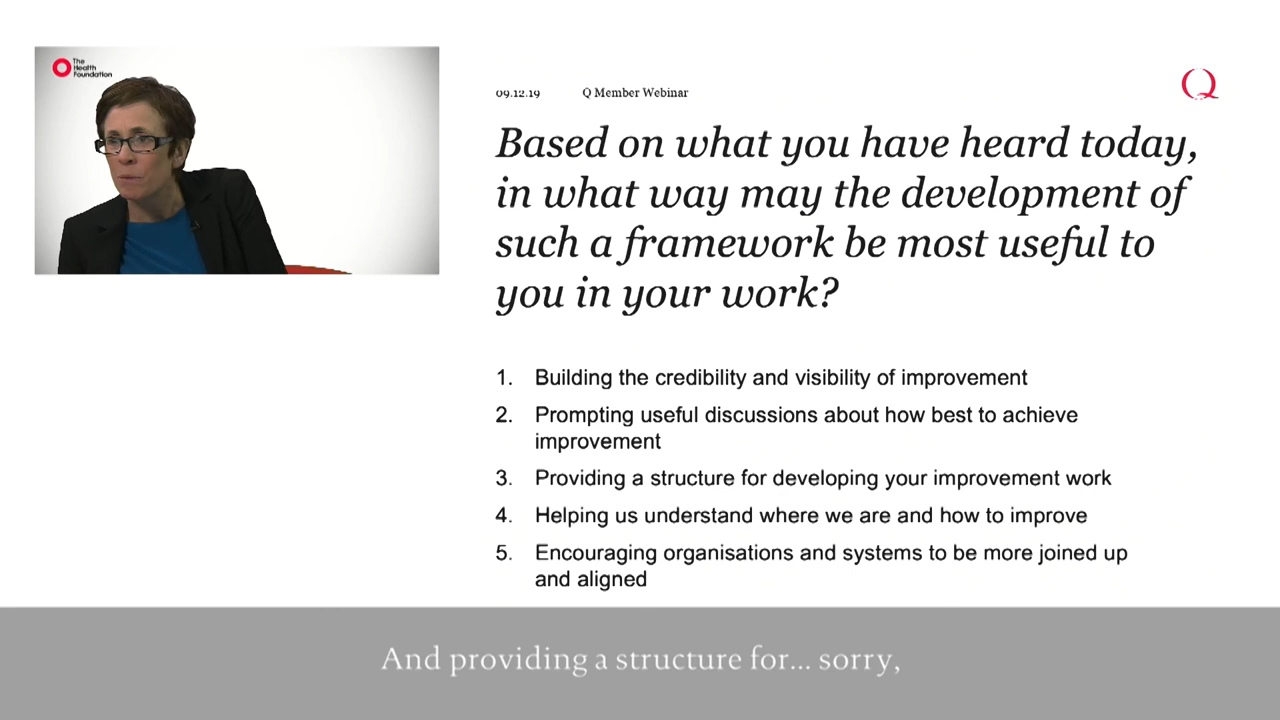 The
Health
Foundation
09.12.19 Q Member Webinar
Q
Based on what you have heard today,
in what way may the development of
such a framework be most useful to
you in your work?
1. Building the credibility and visibility of improvement
2. Prompting useful discussions about how best to achieve
improvement
3. Providing a structure for developing your improvement work
4. Helping us understand where we are and how to improve
5. Encouraging organisations and systems to be more joined up
and aligned
And providing a structure for... sorry,